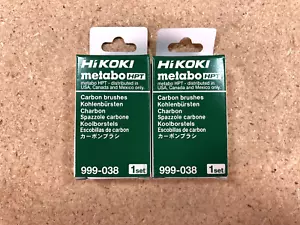 HiKOKI
metabo HPT
metabo HPT - distributed in
USA, Canada and Mexico only.
Carbon brushes
Kohlenbürsten
Charbon
Spazzole carbone
Koolborstels
Escobillas de carbon
カーボンブラシ
999-038
1set
HiKOKI
metabo HPT
metabo HPT - distributed in
USA, Canada and Mexico only.
Carbon brushes
Kohlenbürsten
Charbon
Spazzole carbone
Koolborstels
Escobillas de carbon
カーボンブラシ
999-038
1set